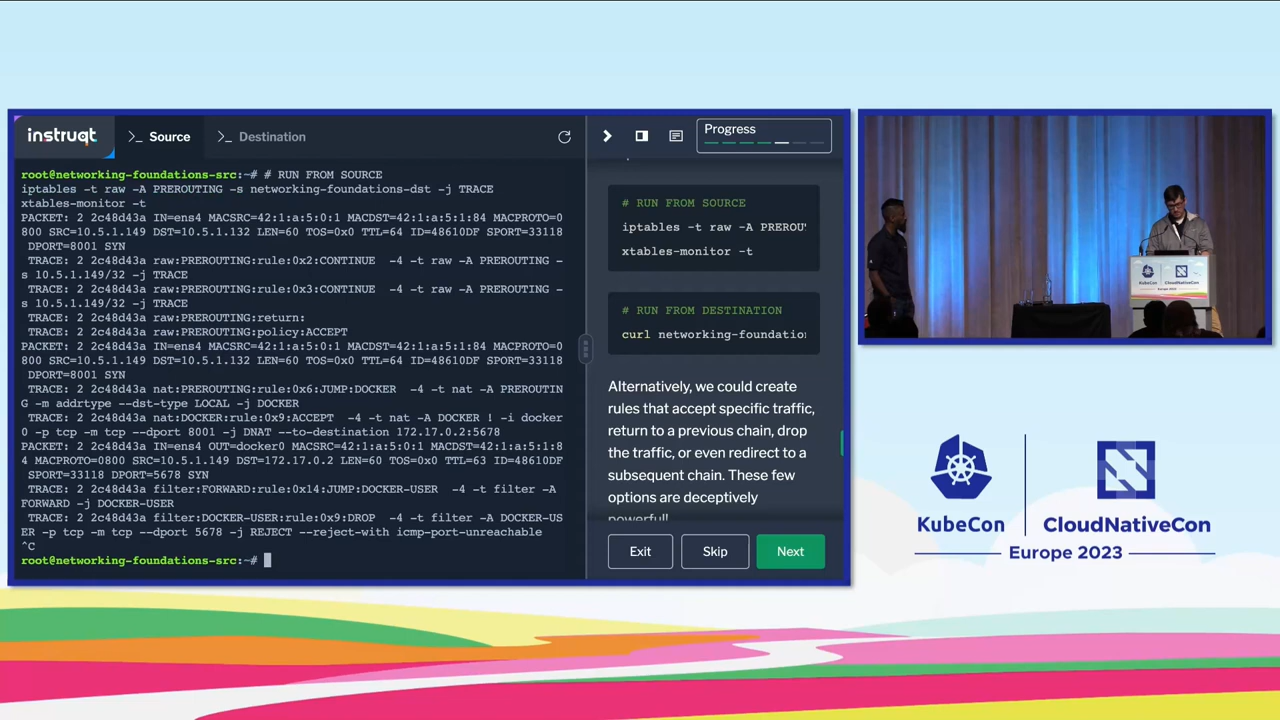 instruqt
>_ Source
>_ Destination
Progress
root@networking-foundations-src:~# # RUN FROM SOURCE
iptables -t raw -A PREROUTING -s networking-foundations-dst -j TRACE
xtables-monitor -t
PACKET: 2 2c48d43a IN=ens4 MACSRC=42:1:a:5:0:1 MACDST=42:1:a:5:1:84 MACPROTO=0
800 SRC=10.5.1.149 DST=10.5.1.132 LEN=60 TOS=0x0 TTL=64 ID=48610DF SPORT=33118
DPORT=8001 SYN
TRACE: 2 2c48d43a raw:PREROUTING:rule:0x2:CONTINUE  -4 -t raw -A PREROUTING -
s 10.5.1.149/32 -j TRACE
TRACE: 2 2c48d43a raw:PREROUTING:rule:0x3:CONTINUE  -4 -t raw -A PREROUTING -
s 10.5.1.149/32 -j TRACE
TRACE: 2 2c48d43a raw:PREROUTING:return:
TRACE: 2 2c48d43a raw:PREROUTING:policy:ACCEPT
PACKET: 2 2c48d43a IN=ens4 MACSRC=42:1:a:5:0:1 MACDST=42:1:a:5:1:84 MACPROTO=0
800 SRC=10.5.1.149 DST=10.5.1.132 LEN=60 TOS=0x0 TTL=64 ID=48610DF SPORT=33118
DPORT=8001 SYN
TRACE: 2 2c48d43a nat:PREROUTING:rule:0x6:JUMP:DOCKER  -4 -t nat -A PREROUTIN
G -m addrtype --dst-type LOCAL -j DOCKER
TRACE: 2 2c48d43a nat:DOCKER:rule:0x9:ACCEPT  -4 -t nat -A DOCKER ! -i docker
0 -p tcp -m tcp --dport 8001 -j DNAT --to-destination 172.17.0.2:5678
PACKET: 2 2c48d43a IN=ens4 OUT=docker0 MACSRC=42:1:a:5:0:1 MACDST=42:1:a:5:1:8
4 MACPROTO=0800 SRC=10.5.1.149 DST=172.17.0.2 LEN=60 TOS=0x0 TTL=63 ID=48610DF
SPORT=33118 DPORT=5678 SYN
TRACE: 2 2c48d43a filter:FORWARD:rule:0x14:JUMP:DOCKER-USER  -4 -t filter -A
FORWARD -j DOCKER-USER
TRACE: 2 2c48d43a filter:DOCKER-USER:rule:0x9:DROP  -4 -t filter -A DOCKER-US
ER -p tcp -m tcp --dport 5678 -j REJECT --reject-with icmp-port-unreachable
^C
root@networking-foundations-src:~#
# RUN FROM SOURCE
iptables -t raw -A PREROU
xtables-monitor -t
# RUN FROM DESTINATION
curl networking-foundation
Alternatively, we could create
rules that accept specific traffic,
return to a previous chain, drop
the traffic, or even redirect to a
subsequent chain. These few
options are deceptively
powerful!
Exit
Skip
Next
KubeCon
CloudNativeCon
Europe 2023
KubeCon
CloudNativeCon
Europe 2023